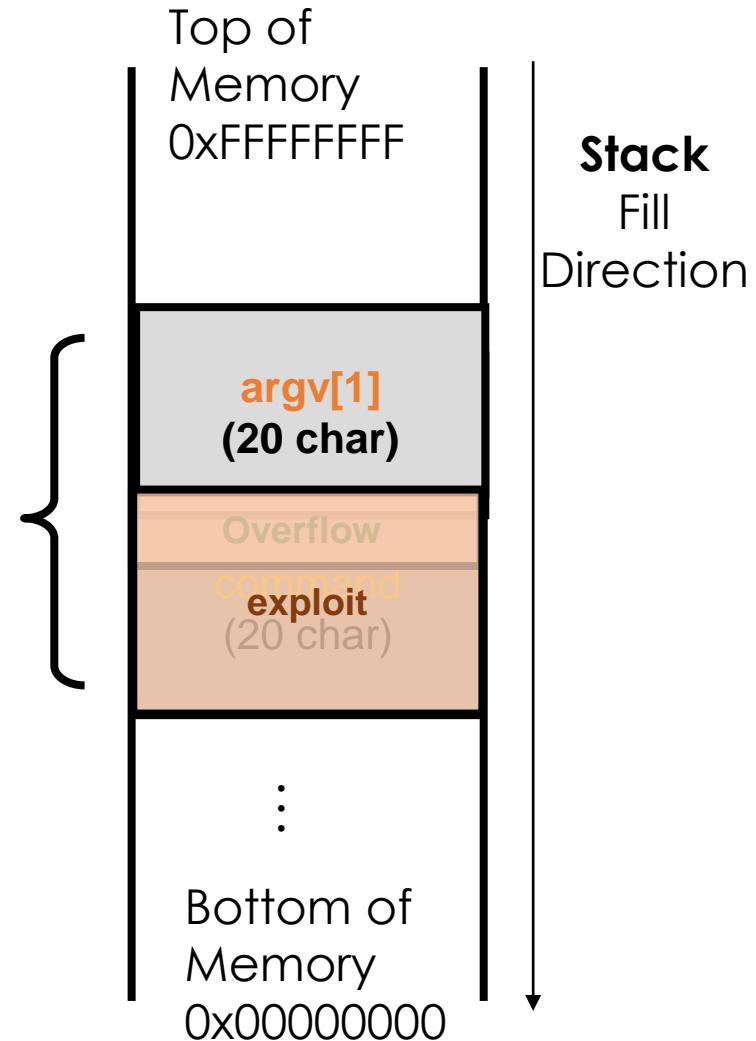 Top of
Memory
0xFFFFFFFF
Stack
Fill
Direction
argv[1]
(20 char)
Overflow
command
exploit
(20 char)
⋮
Bottom of
Memory
0x00000000